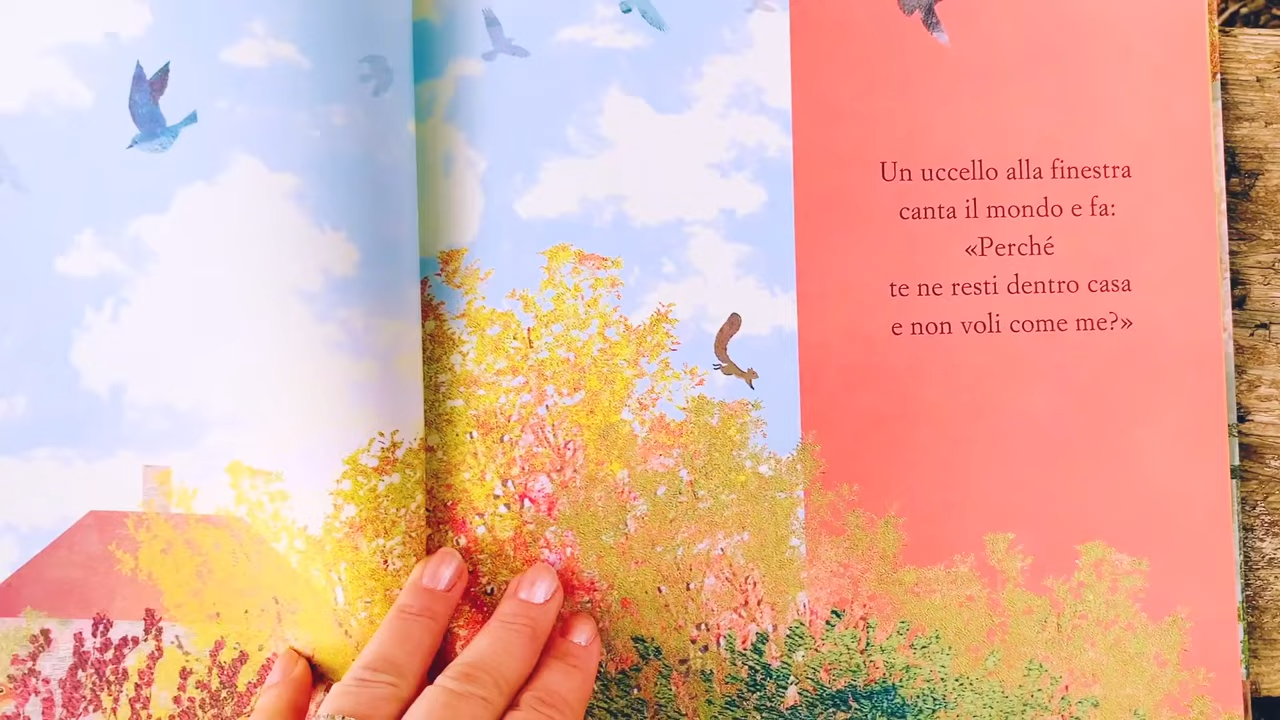 Un uccello alla finestra
canta il mondo e fa:
«Perché
te ne resti dentro casa
e non voli come me?»